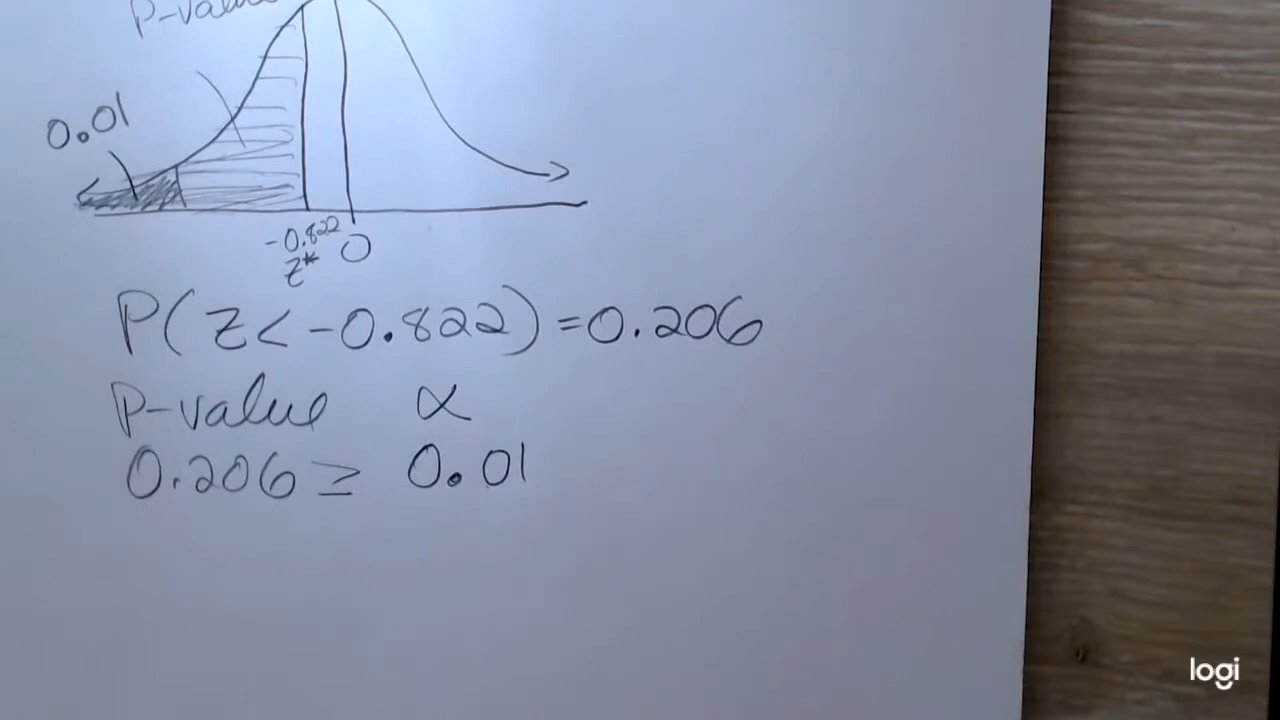 P-value
0.01
-0.822
z* 0
P(Z<-0.822)=0.206
P-value α
0.206 ≥ 0.01
logi